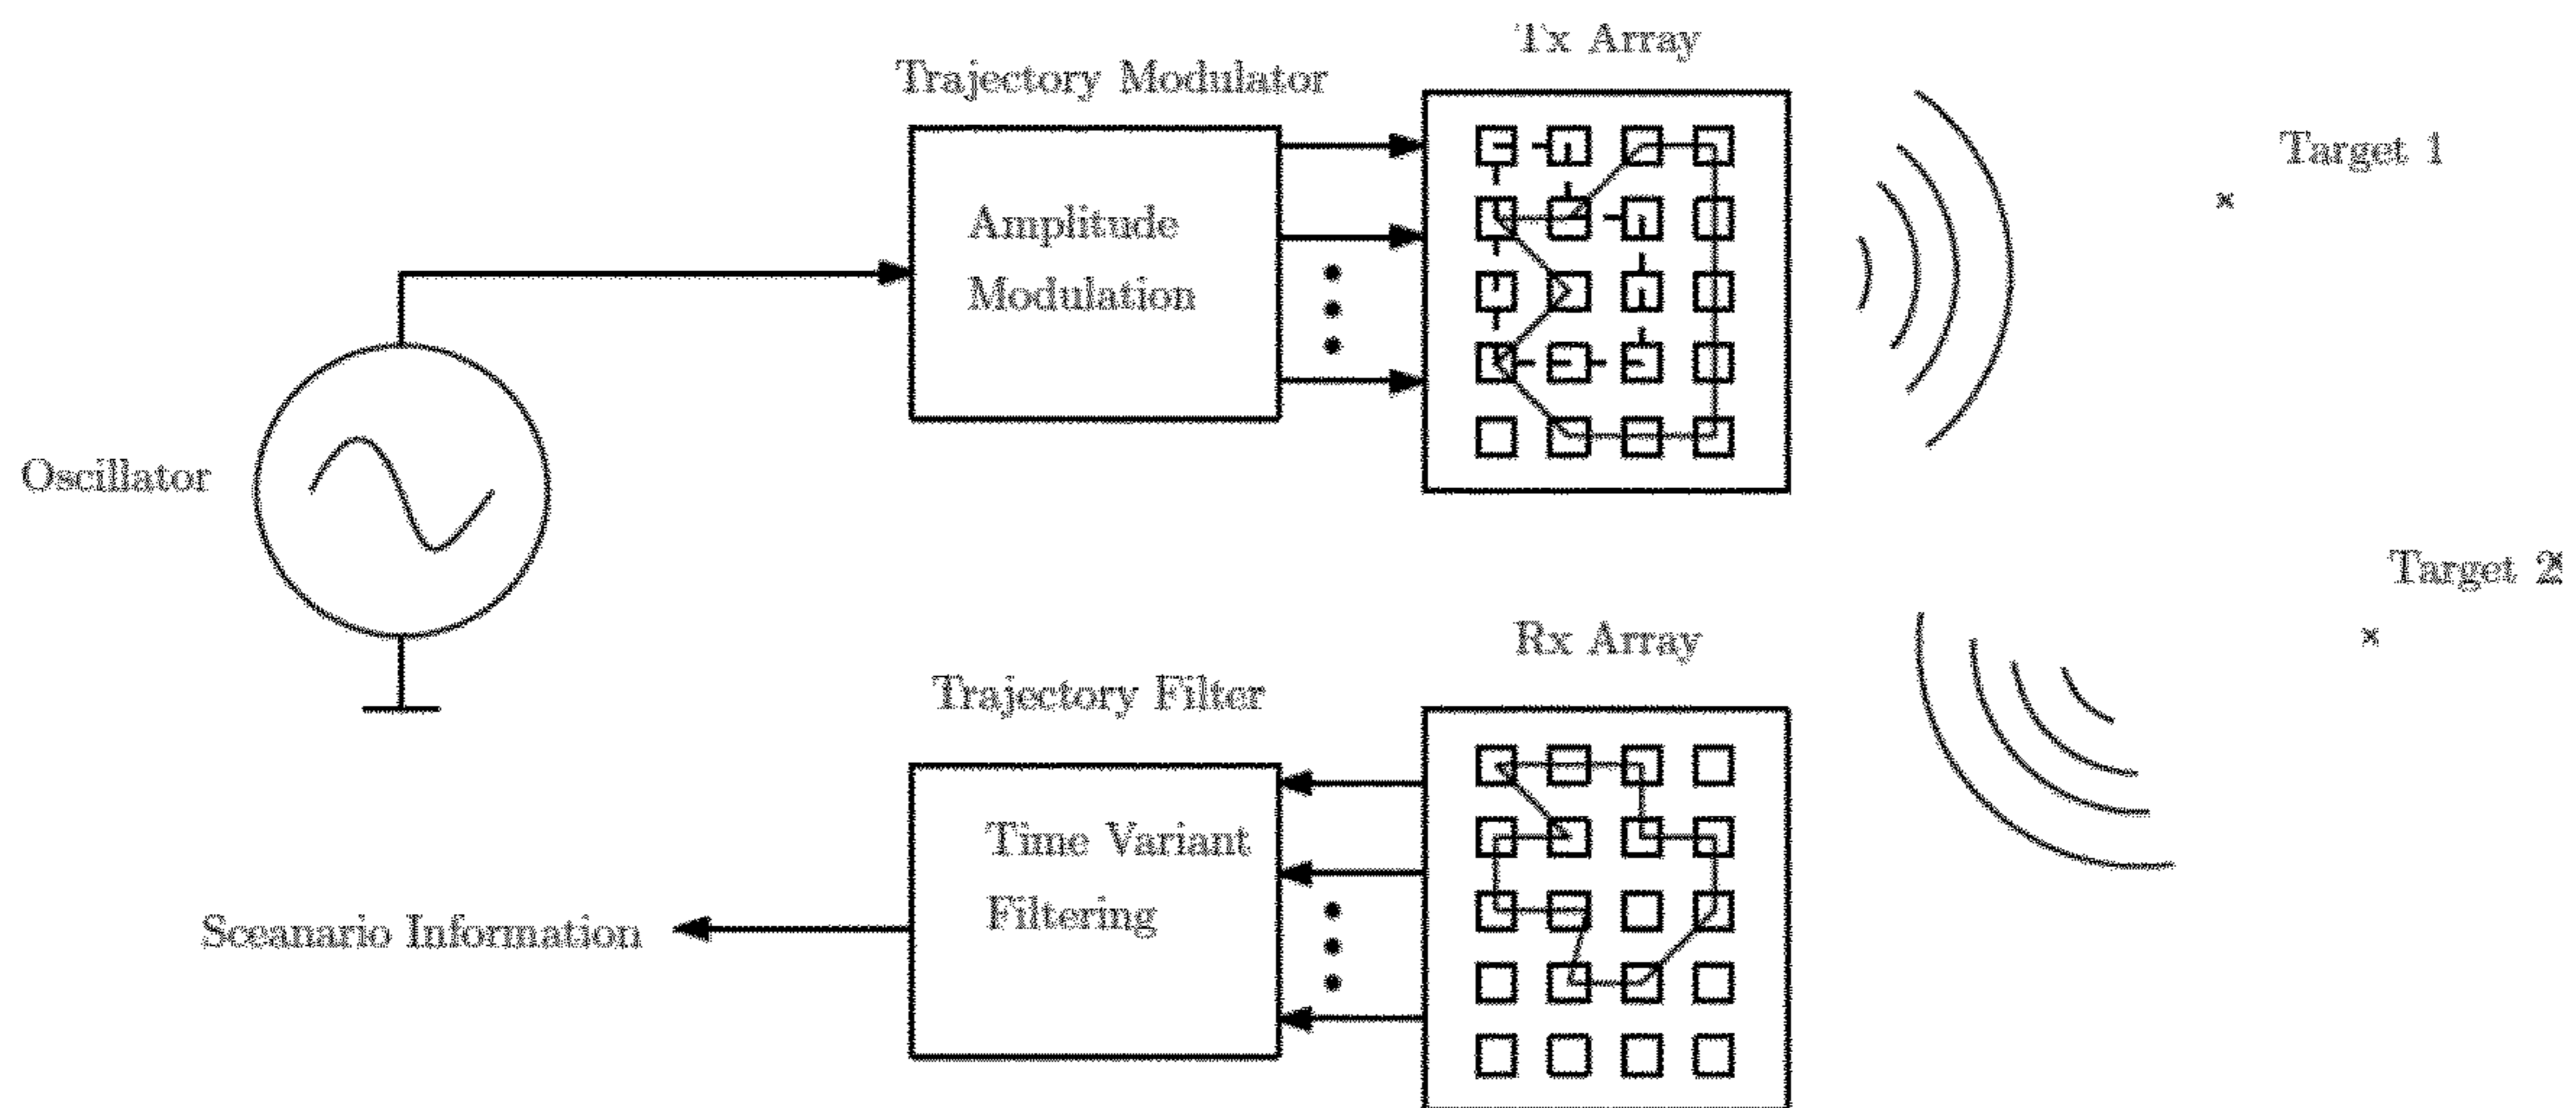 Tx Array
Trajectory Modulator
Target 1
Amplitude
Modulation
Oscillator
Target 2
Rx Array
Trajectory Filter
Time Variant
Filtering
Sceanario Information